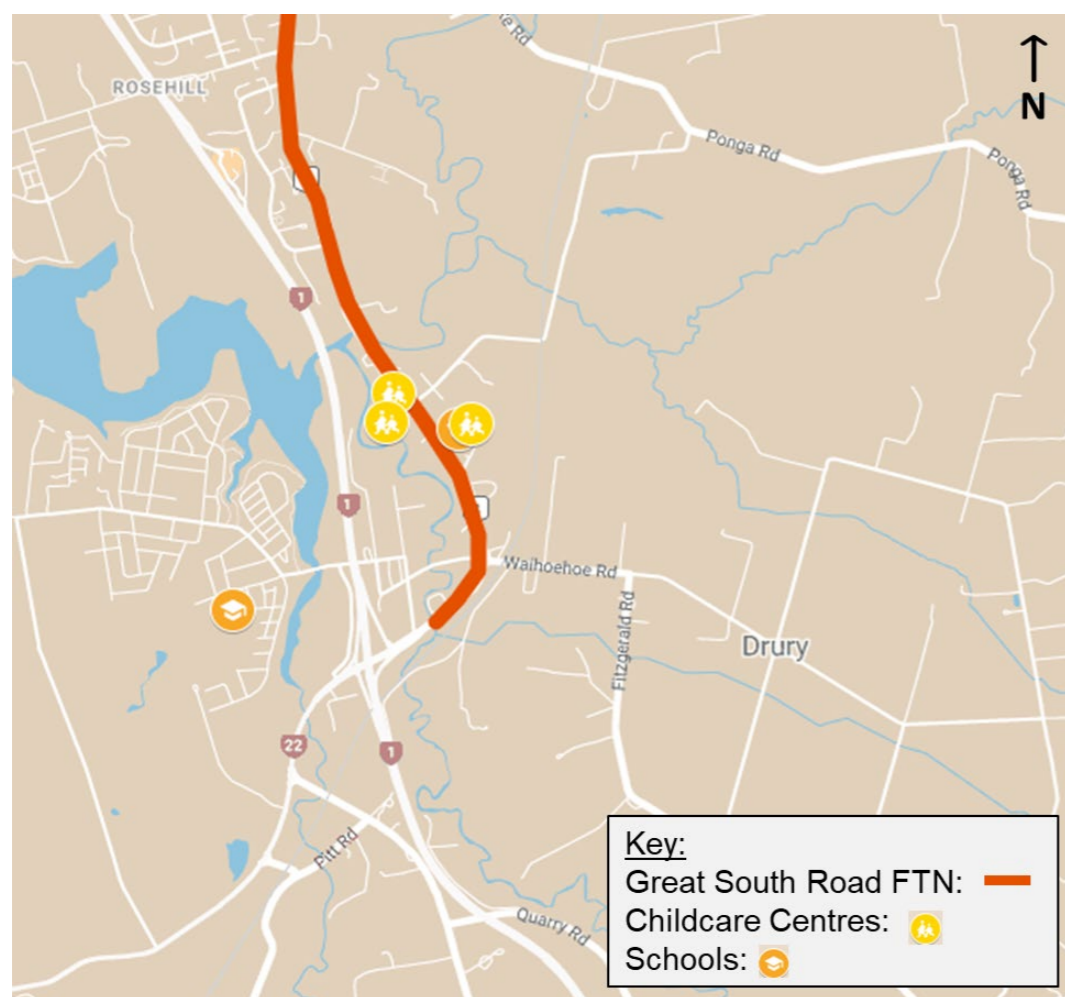 ROSEHILL
Rd
N
Ponga Rd
Ponga Rd
1
1
Waihoehoe Rd
Fitzgerald Rd
Drury
22
1
Pitt Rd
Quarry Rd
Key:
Great South Road FTN:
Childcare Centres:
Schools: